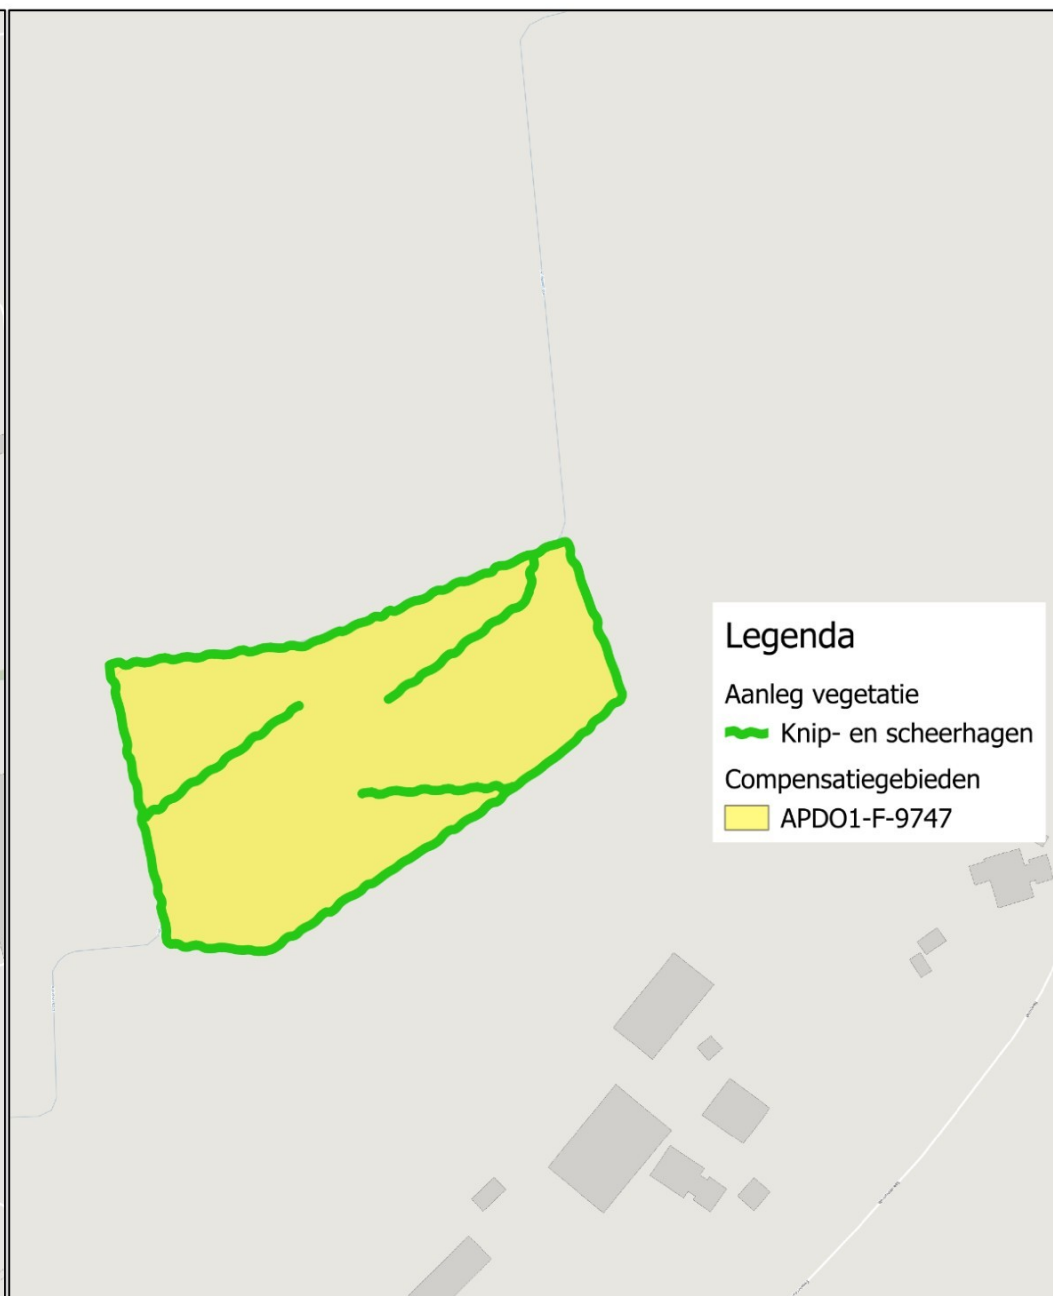 Legenda
Aanleg vegetatie
Knip- en scheerhagen
Compensatiegebieden
APDO1-F-9747